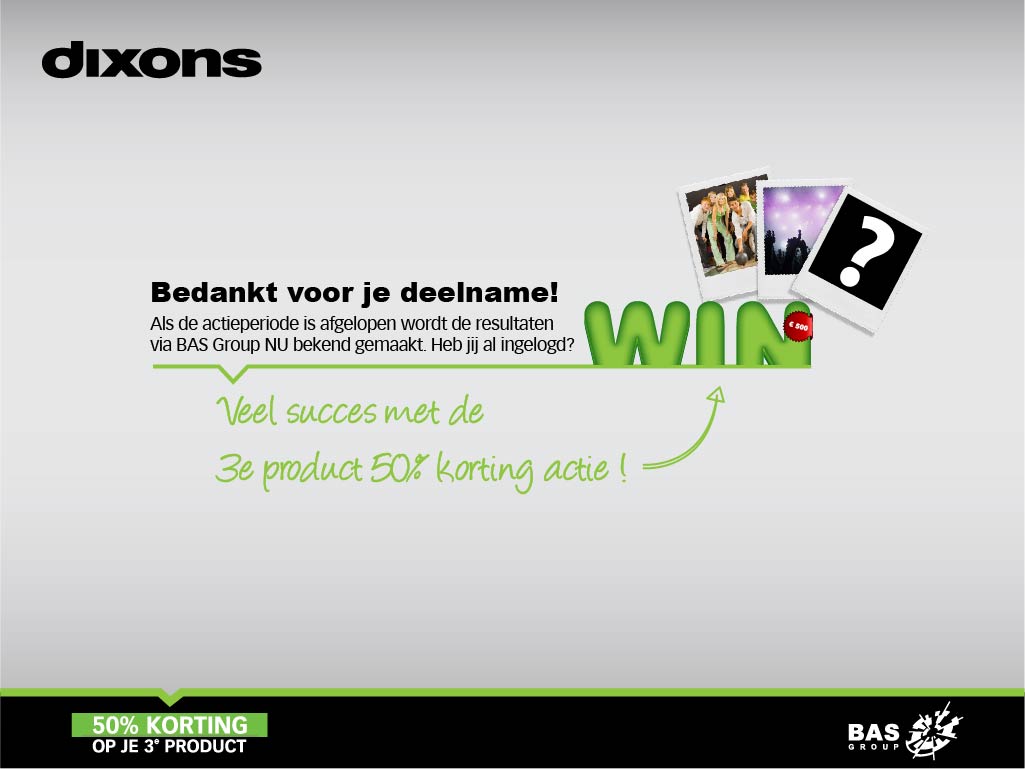 dixons
Bedankt voor je deelname!
Als de actieperiode is afgelopen wordt de resultaten
via BAS Group NU bekend gemaakt. Heb jij al ingelogd?
?
WIN
€ 500
Veel succes met de
3e product 50% korting actie !
50% KORTING
OP JE 3e PRODUCT
BAS
GROUP